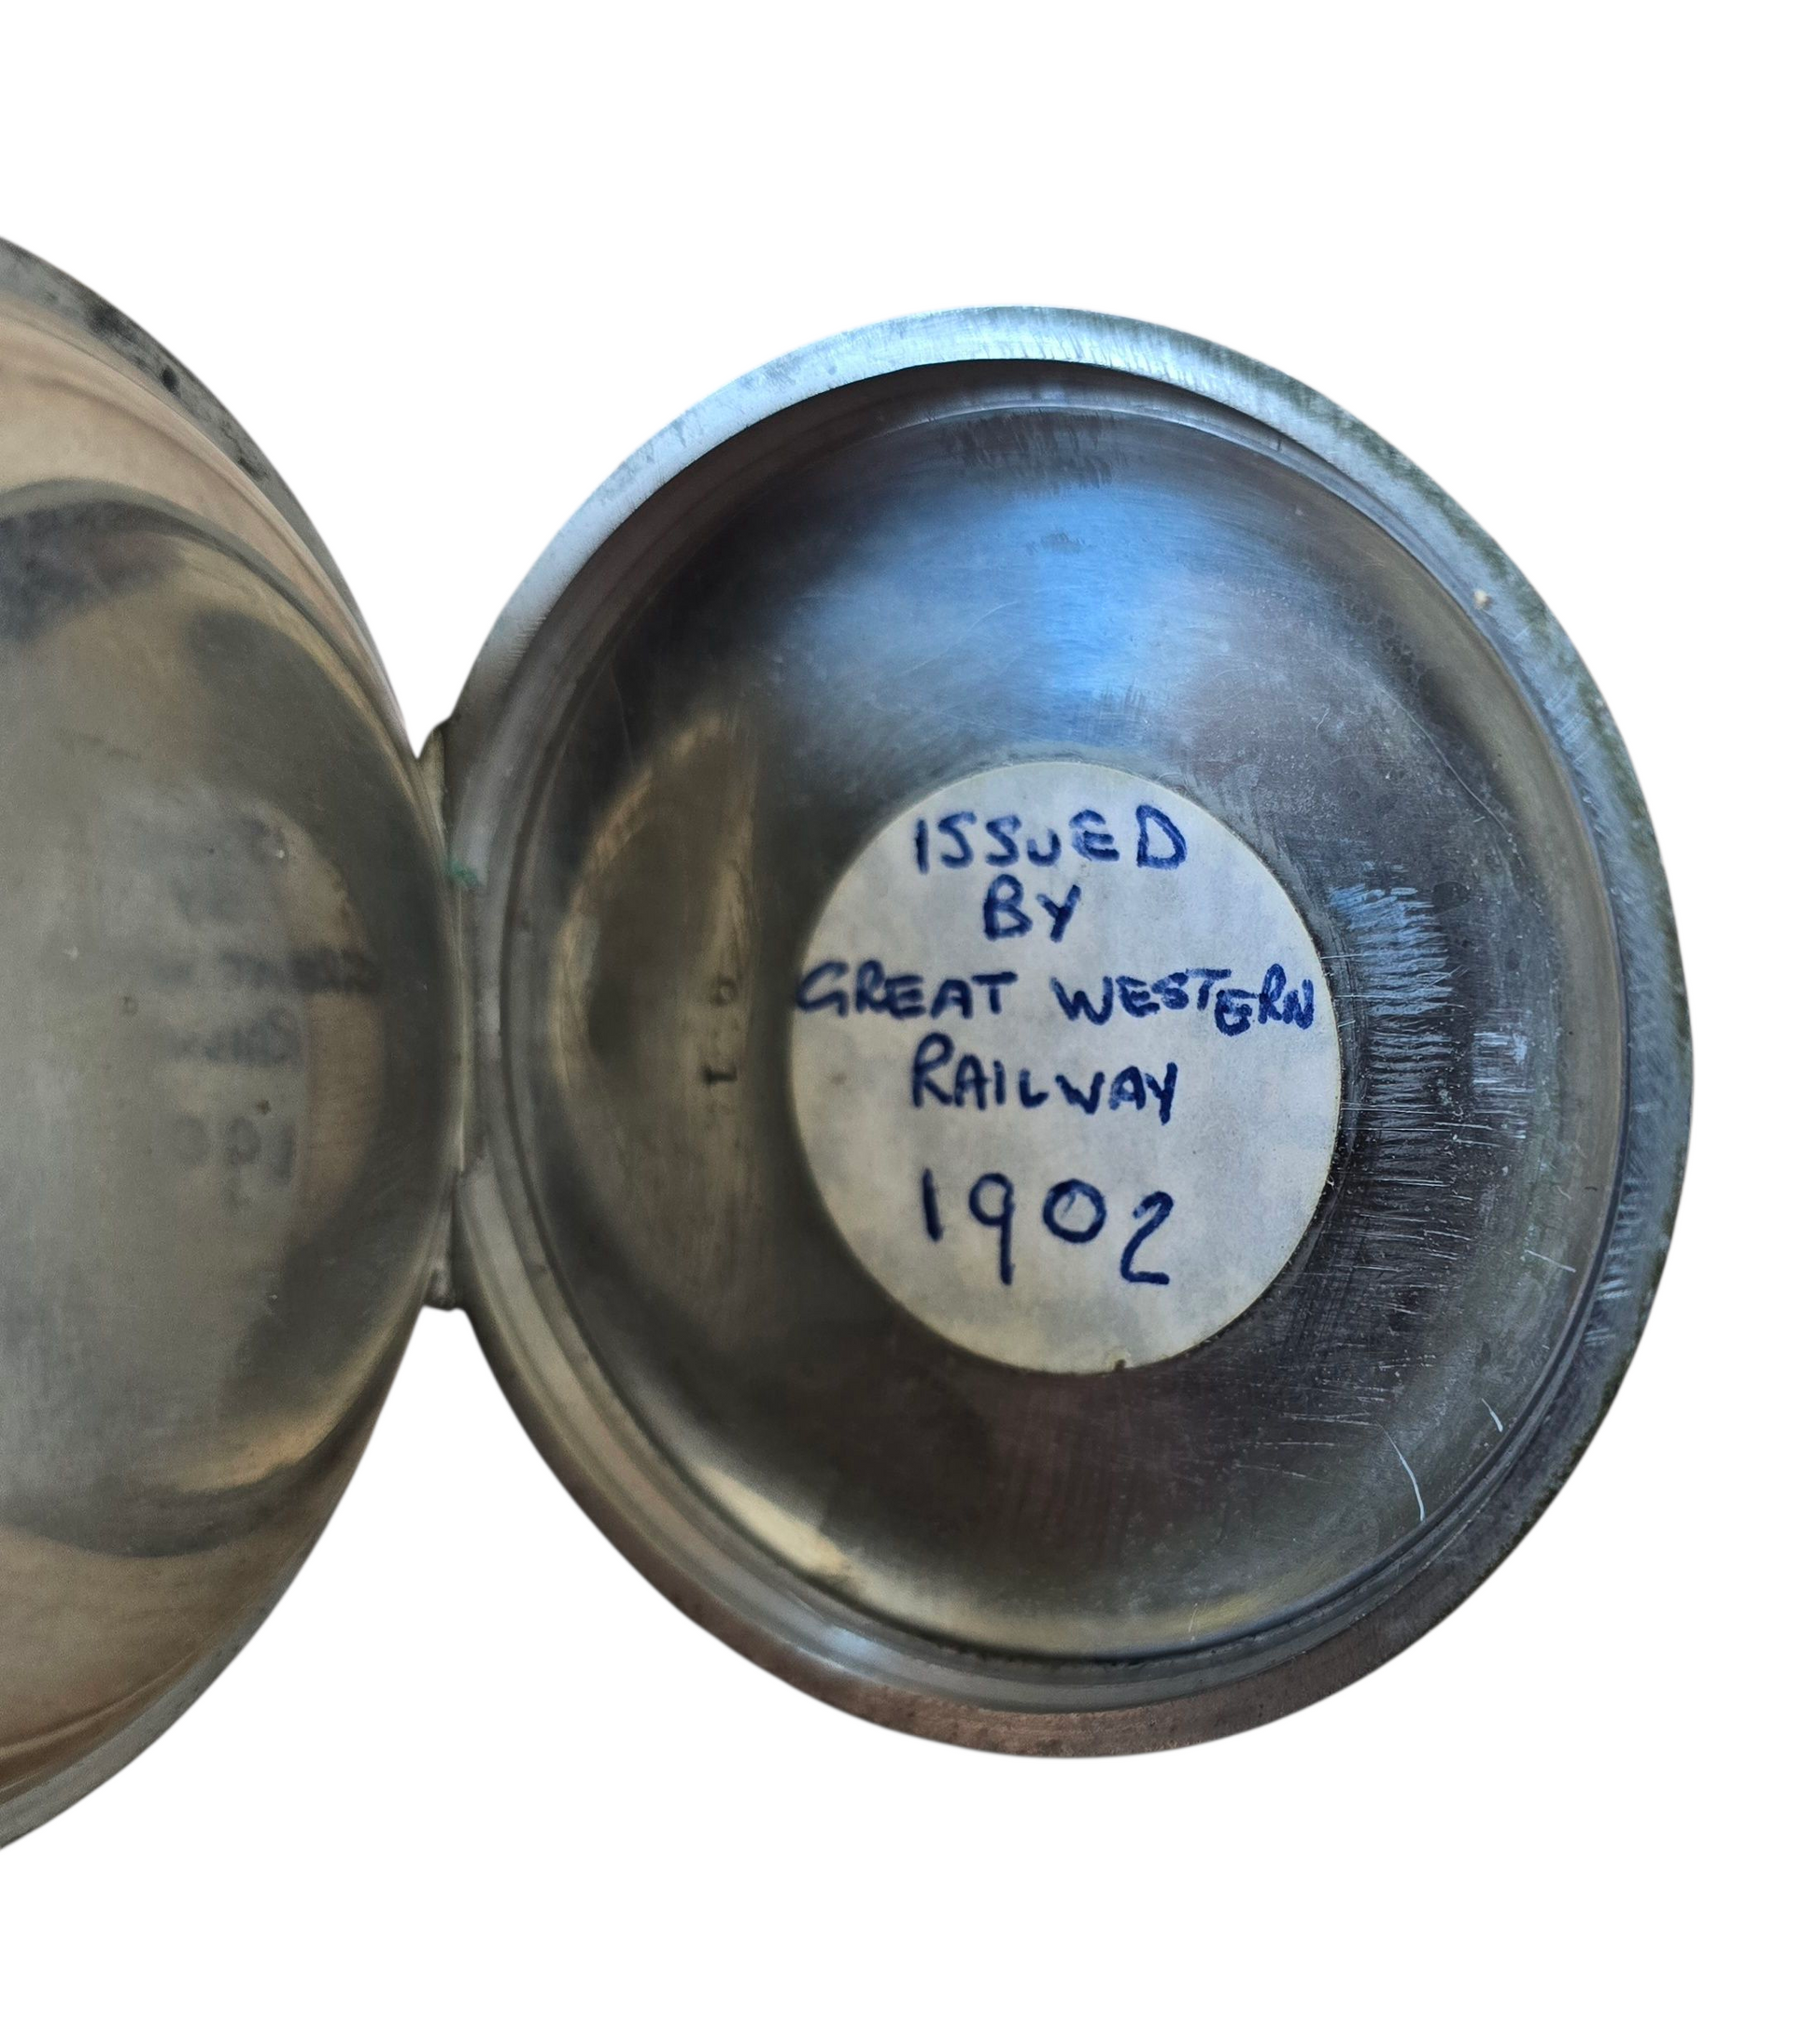 ISSUED
BY
GREAT WESTERN
RAILWAY
1902